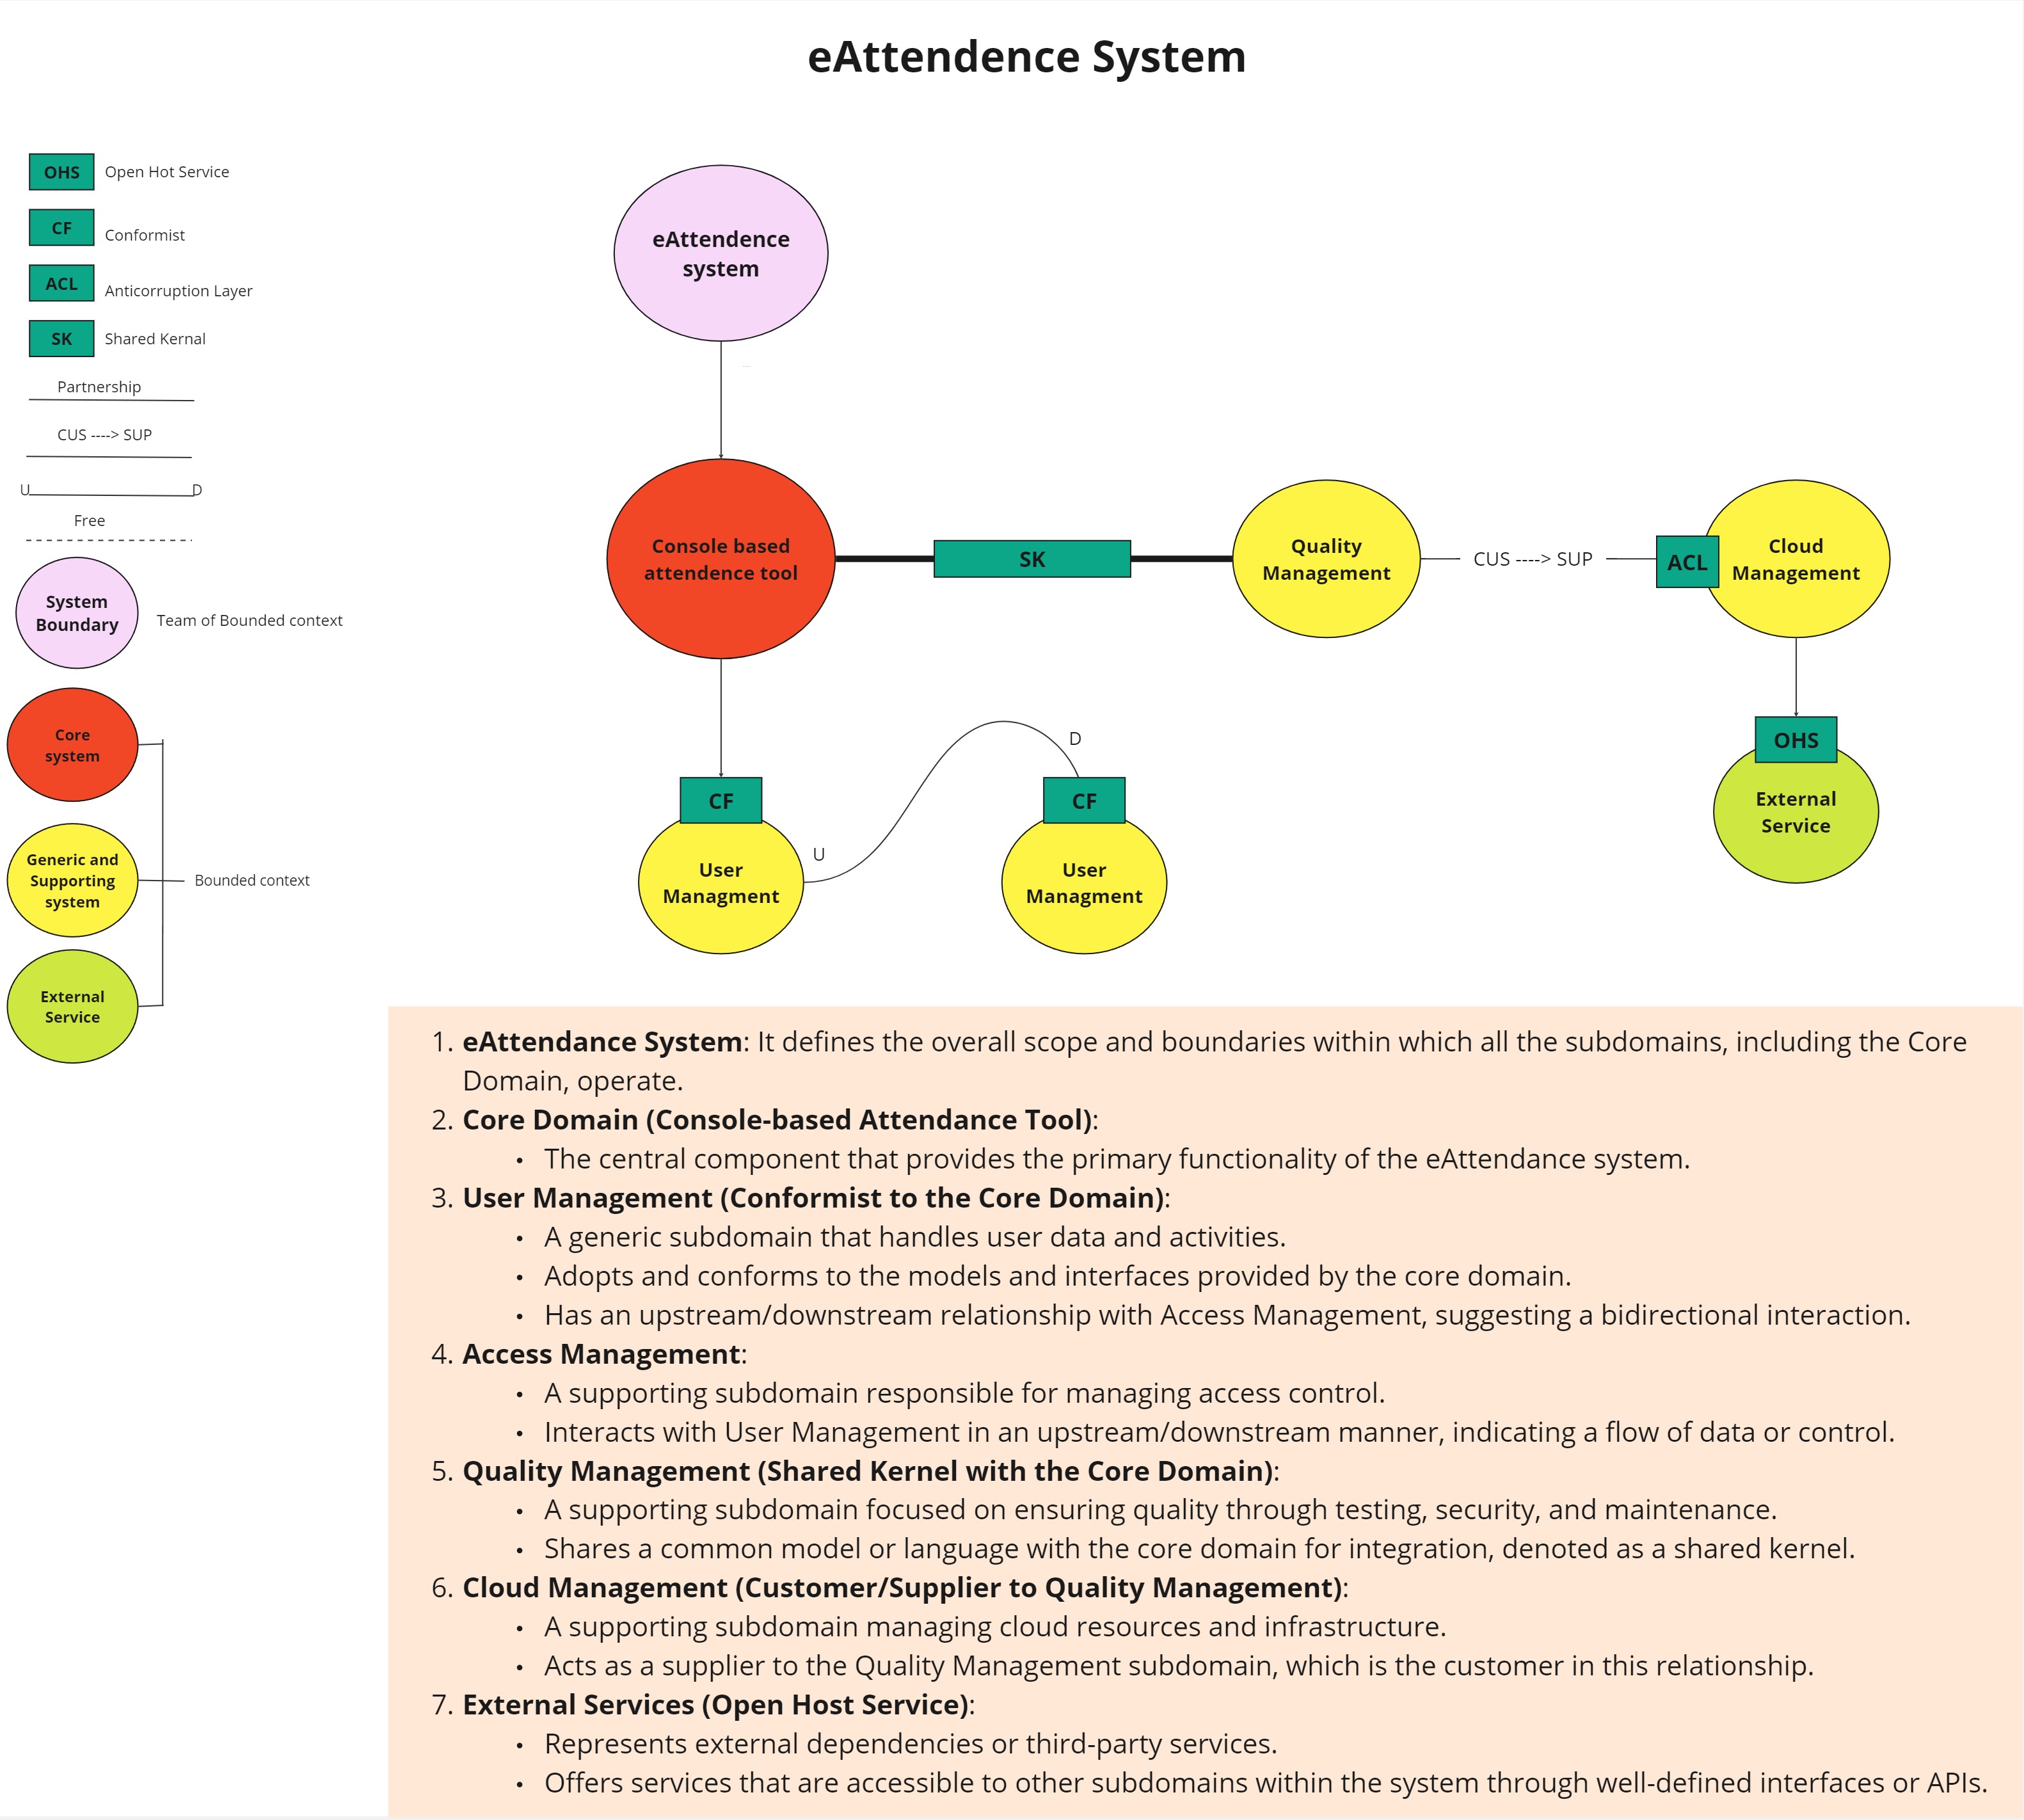 eAttendence System
OHS
Open Hot Service
CF
Conformist
ACL
Anticorruption Layer
SK
Shared Kernal
Partnership
CUS ----> SUP
U
D
Free
System
Boundary
Team of Bounded context
Core
system
Generic and
Supporting
system
Bounded context
External
Service
eAttendence
system
Console based
attendence tool
SK
Quality
Management
CUS ----> SUP
ACL
Cloud
Management
OHS
External
Service
CF
User
Managment
U
D
CF
User
Managment
1. eAttendance System: It defines the overall scope and boundaries within which all the subdomains, including the Core
Domain, operate.
2. Core Domain (Console-based Attendance Tool):
• The central component that provides the primary functionality of the eAttendance system.
3. User Management (Conformist to the Core Domain):
• A generic subdomain that handles user data and activities.
• Adopts and conforms to the models and interfaces provided by the core domain.
• Has an upstream/downstream relationship with Access Management, suggesting a bidirectional interaction.
4. Access Management:
• A supporting subdomain responsible for managing access control.
• Interacts with User Management in an upstream/downstream manner, indicating a flow of data or control.
5. Quality Management (Shared Kernel with the Core Domain):
• A supporting subdomain focused on ensuring quality through testing, security, and maintenance.
• Shares a common model or language with the core domain for integration, denoted as a shared kernel.
6. Cloud Management (Customer/Supplier to Quality Management):
• A supporting subdomain managing cloud resources and infrastructure.
• Acts as a supplier to the Quality Management subdomain, which is the customer in this relationship.
7. External Services (Open Host Service):
• Represents external dependencies or third-party services.
• Offers services that are accessible to other subdomains within the system through well-defined interfaces or APIs.